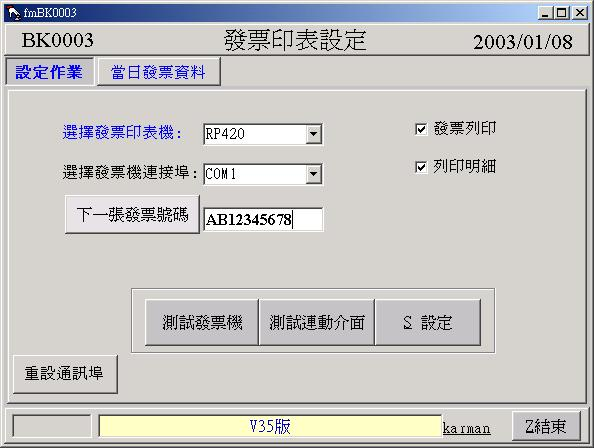 fmBK0003
BK0003 發票印表設定 2003/01/08
設定作業 當日發票資料
選擇發票印表機: RP420 發票列印
選擇發票機連接埠: COM1 列印明細
下一張發票號碼 AB12345678
測試發票機 測試連動介面 S 設定
重設通訊埠
V35版 karman Z結束